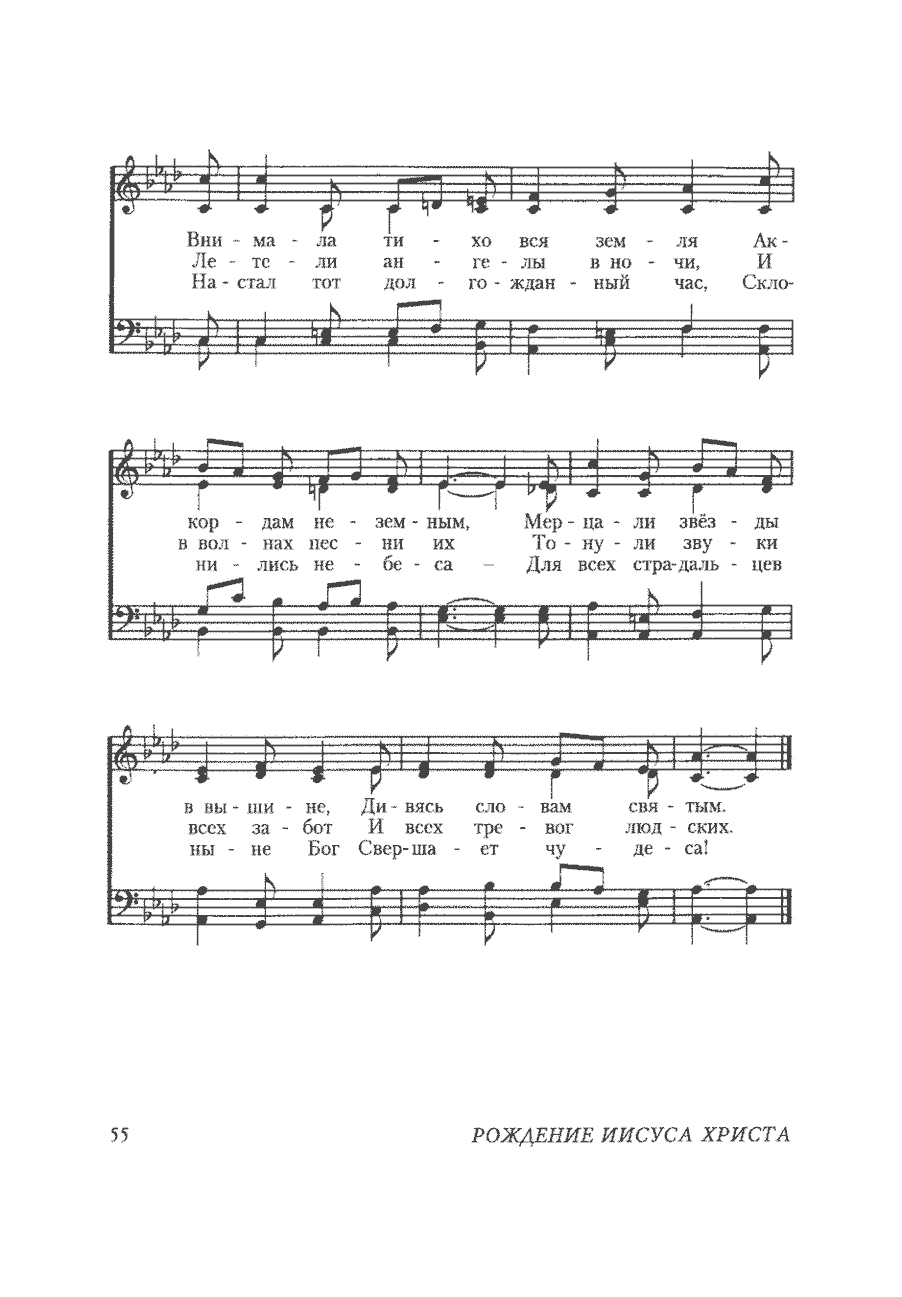 Вни - ма - ла ти - хо вся зем - ля Ак-
Ле - те - ли ан - ге - лы в но - чи, И
На - стал тот дол - го - ждан - ный час, Скло-
кор - дам не - зем - ным, Мер - ца - ли звёз - ды
в вол - нах пес - ни их То - ну - ли зву - ки
ни - лись не - бе - са – Для всех стра-даль - цев
в вы - ши - не, Ди - вясь сло - вам свя - тым.
всех за - бот И всех тре - вог люд - ских.
ны - не Бог Свер-ша - ет чу - де - са!
55 РОЖДЕНИЕ ИИСУСА ХРИСТА